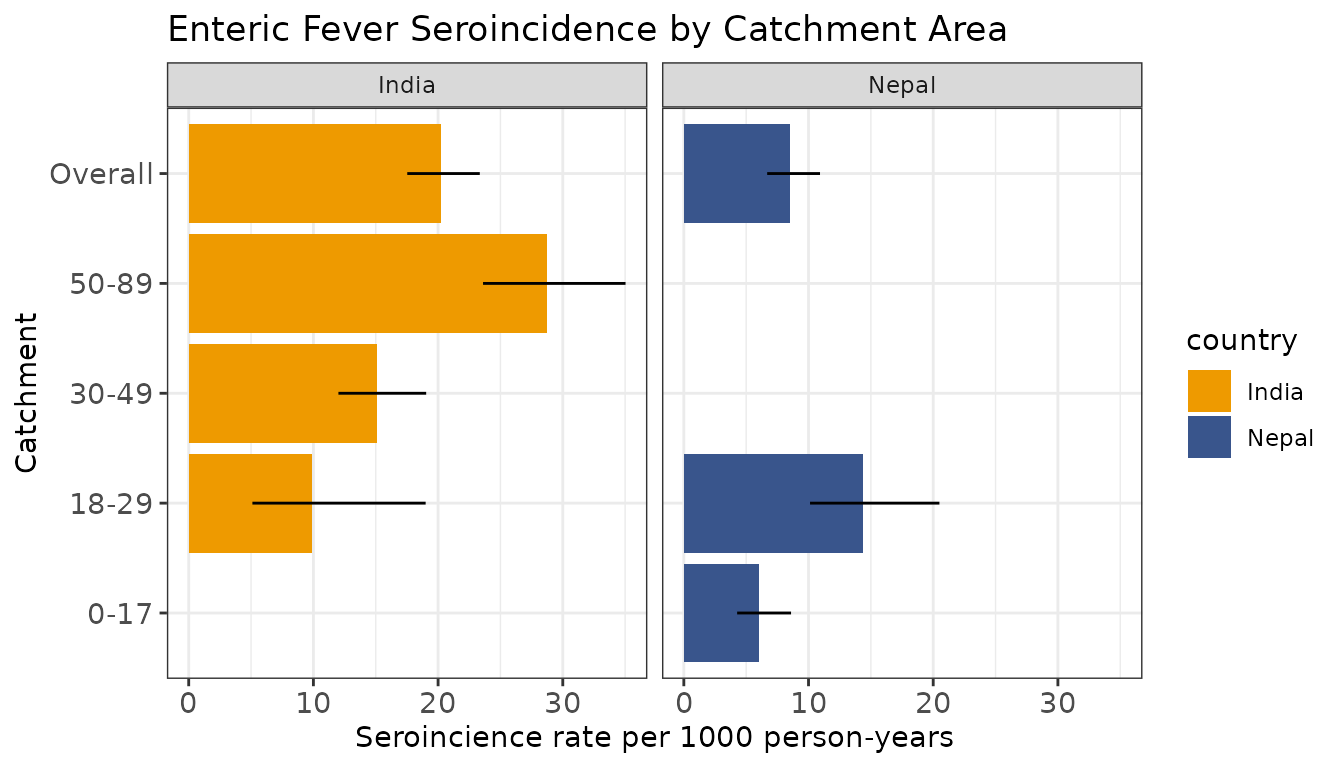 Enteric Fever Seroincidence by Catchment Area
India
Nepal
Overall
50-89
30-49
18-29
0-17
Catchment
0 10 20 30
0 10 20 30
Seroincience rate per 1000 person-years
country
India
Nepal